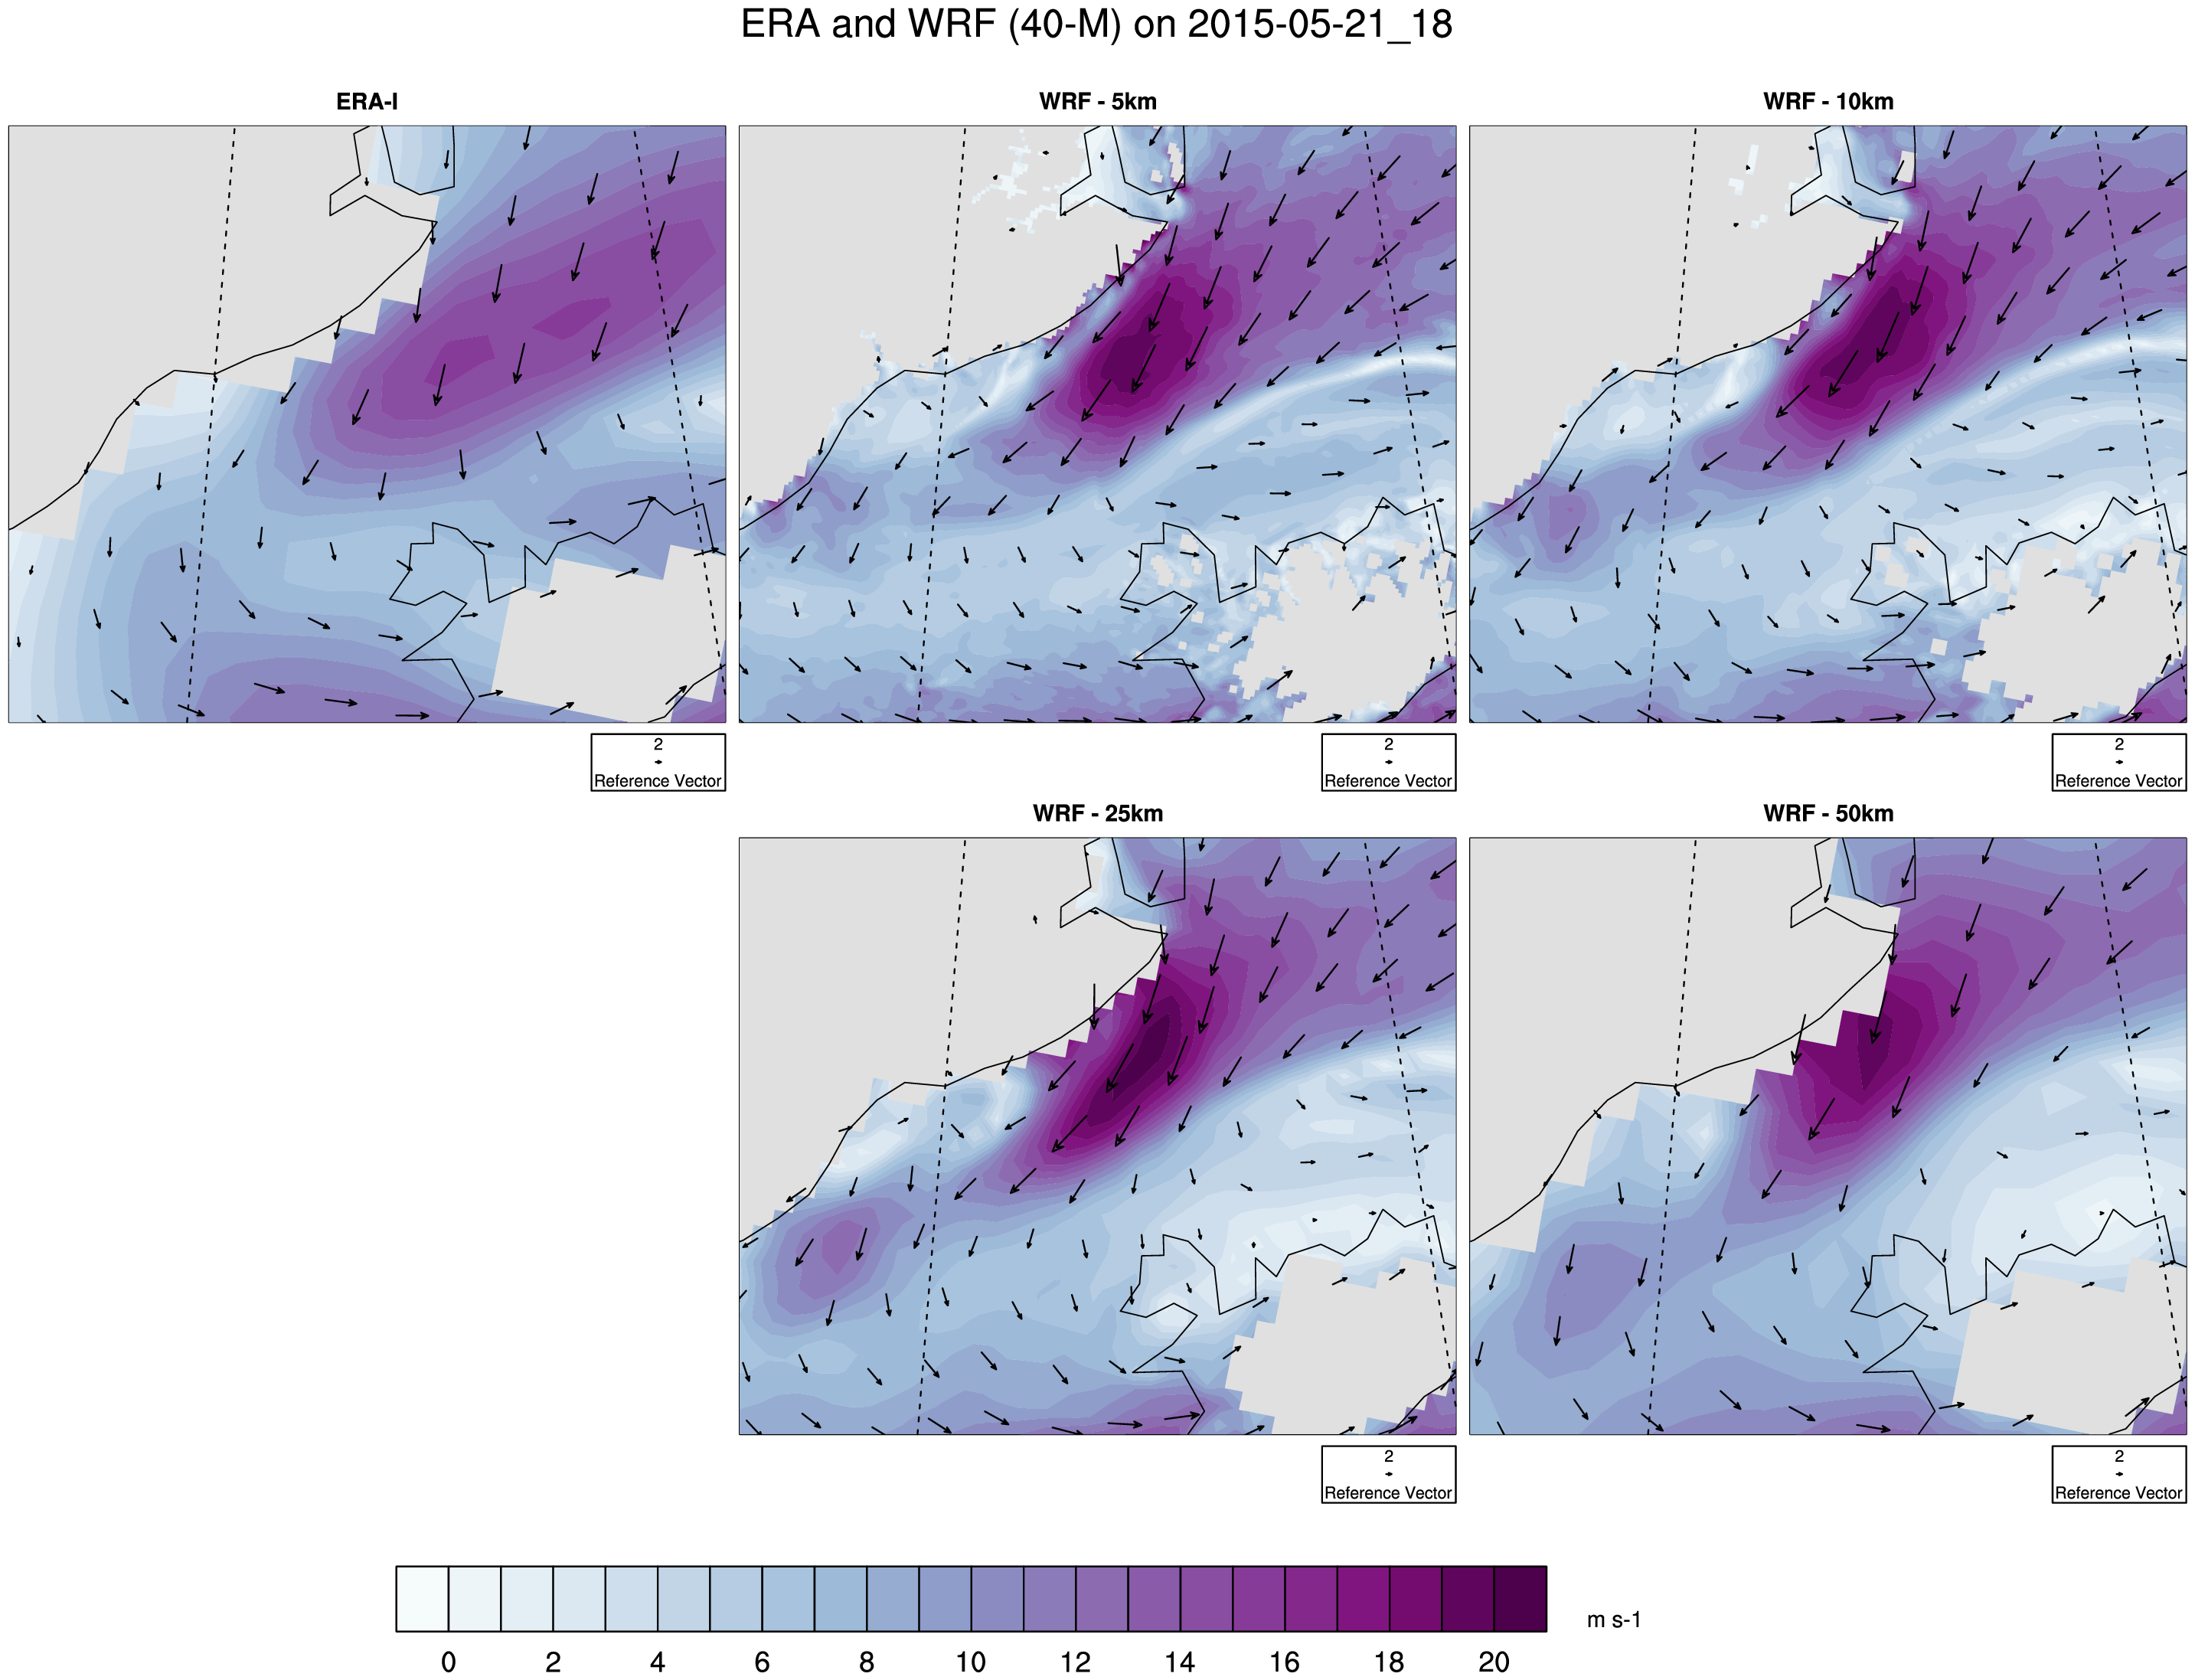 ERA and WRF (40-M) on 2015-05-21_18
ERA-I
WRF - 5km
WRF - 10km
2
Reference Vector
2
Reference Vector
2
Reference Vector
WRF - 25km
WRF - 50km
2
Reference Vector
2
Reference Vector
m s-1
0 2 4 6 8 10 12 14 16 18 20